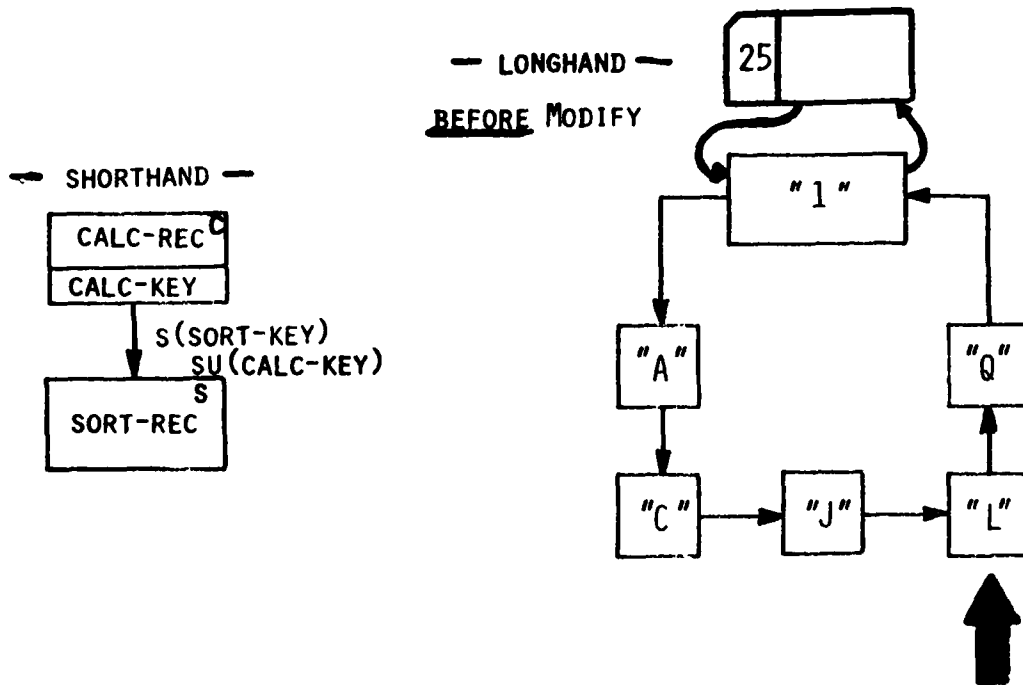 — SHORTHAND —
CALC-REC C
CALC-KEY
S(SORT-KEY)
SU(CALC-KEY)
S
SORT-REC
— LONGHAND —
BEFORE MODIFY
25
"1"
"A"
"Q"
"C"
"J"
"L"